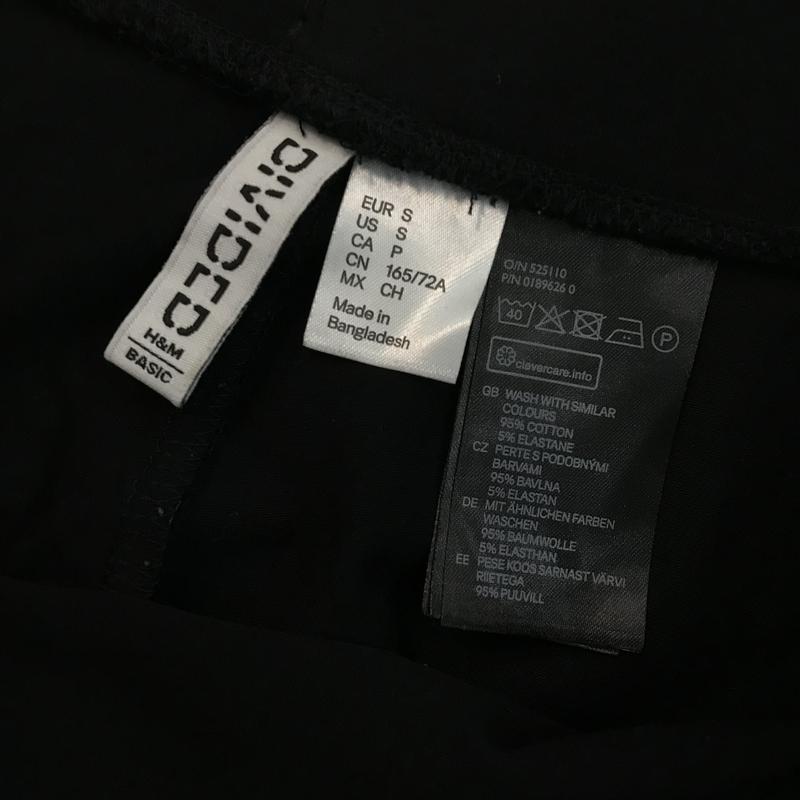 DIVIDED
H&M
BASIC
EUR S
US S
CA P
CN 165/72A
MX CH
Made in
Bangladesh
O/N 525110
P/N 0189626 0
40
P
clevercare.info
GB WASH WITH SIMILAR
COLOURS
95% COTTON
5% ELASTANE
CZ PERTE S PODOBNÝMI
BARVAMI
95% BAVLNA
5% ELASTAN
DE MIT ÄHNLICHEN FARBEN
WASCHEN
95% BAUMWOLLE
5% ELASTHAN
EE PESE KOOS SARNAST VÄRVI
RIIETEGA
95% PUUVILL